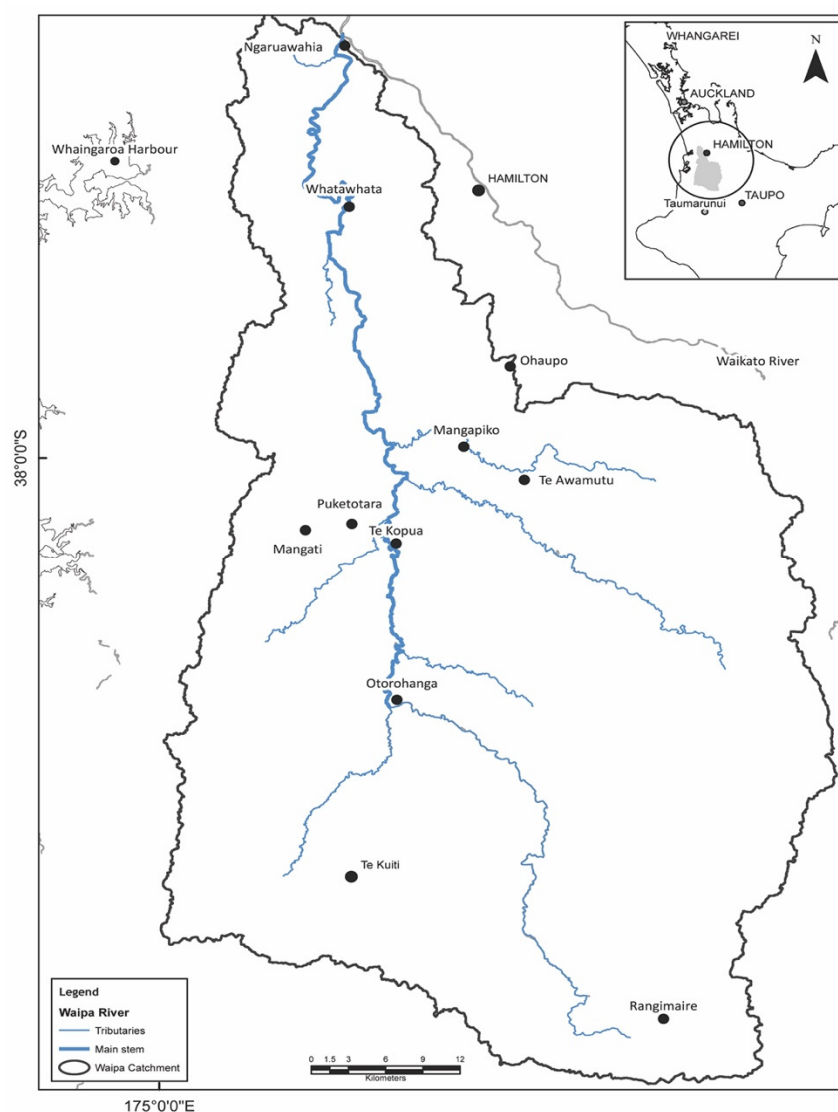 Ngaruawahia
N
WHANGAREI
AUCKLAND
HAMILTON
TAUPO
Taumarunui
Whaingaroa Harbour
Whatawhata
HAMILTON
Ohaupo
Waikato River
Mangapiko
38°0'0"S
Te Awamutu
Puketotara
Te Kopua
Mangati
Otorohanga
Te Kuiti
Rangimaire
Legend
Waipa River
Tributaries
Main stem
Waipa Catchment
0 1.5 3 6 9 12
Kilometers
175°0'0"E